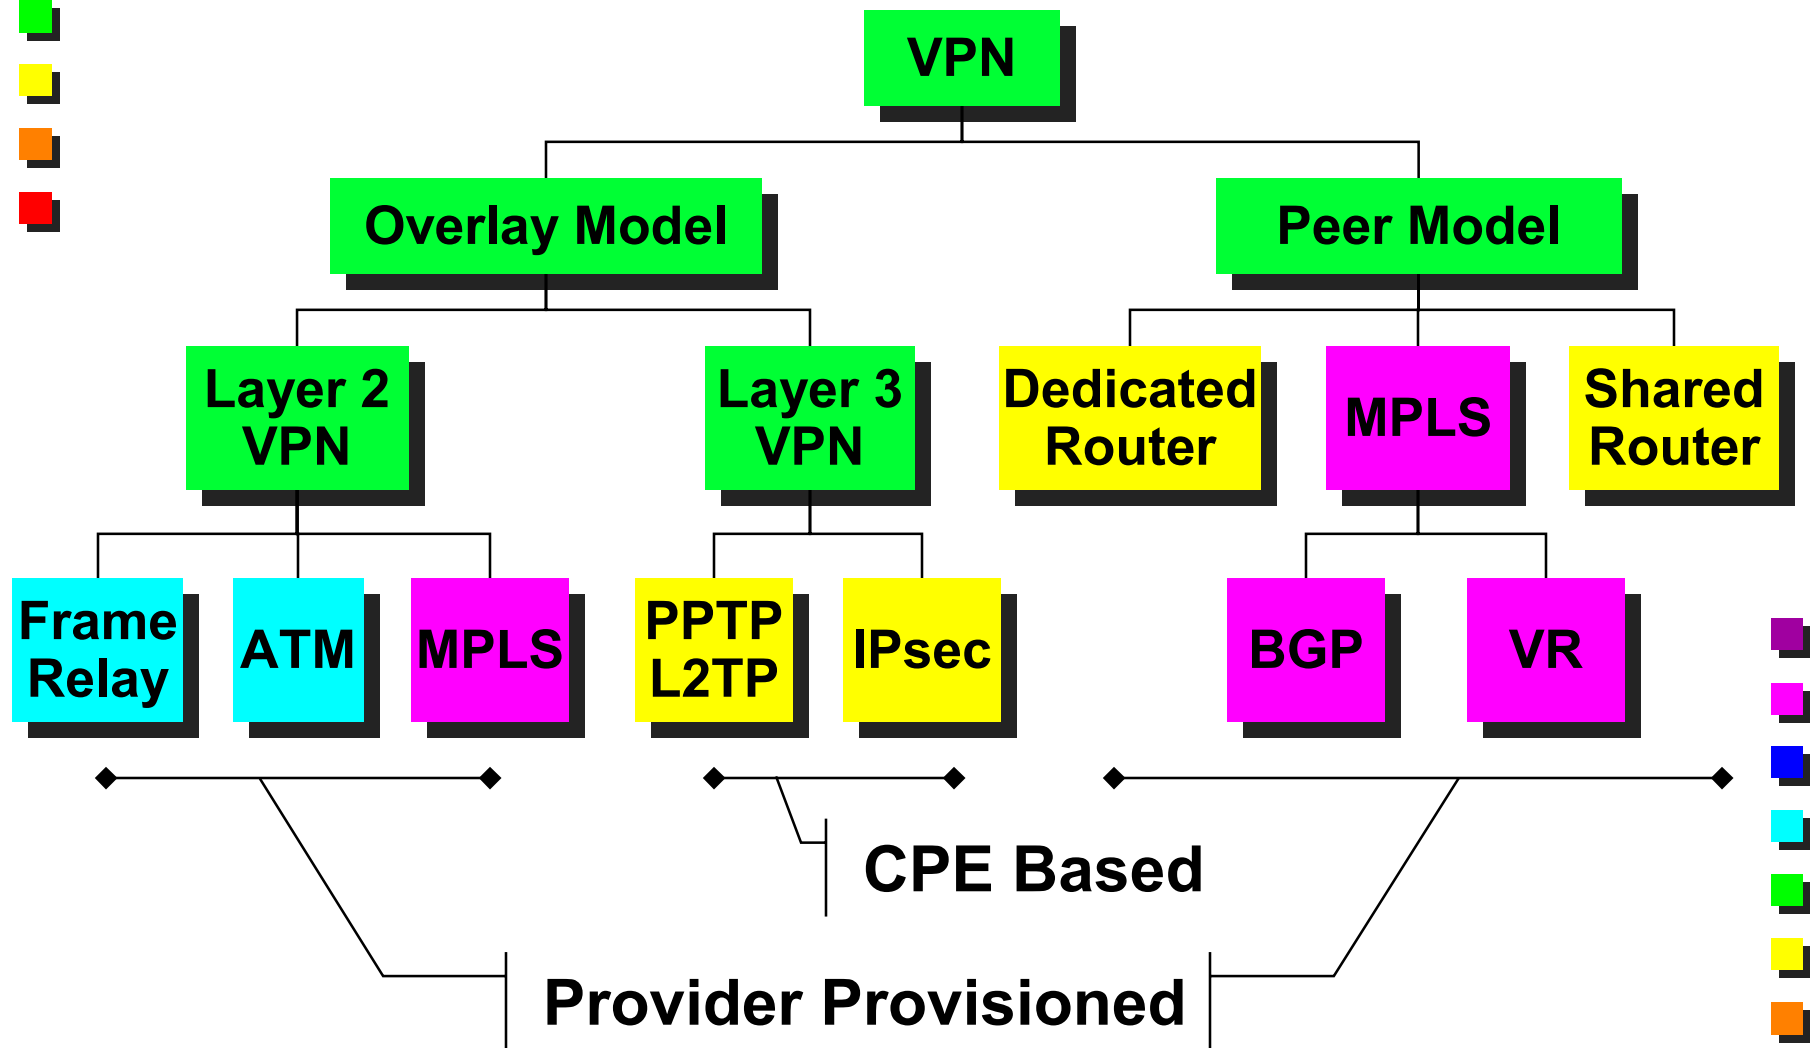 VPN
Overlay Model
Peer Model
Layer 2
VPN
Layer 3
VPN
Dedicated
Router
MPLS
Shared
Router
Frame
Relay
ATM
MPLS
PPTP
L2TP
IPsec
BGP
VR
CPE Based
Provider Provisioned